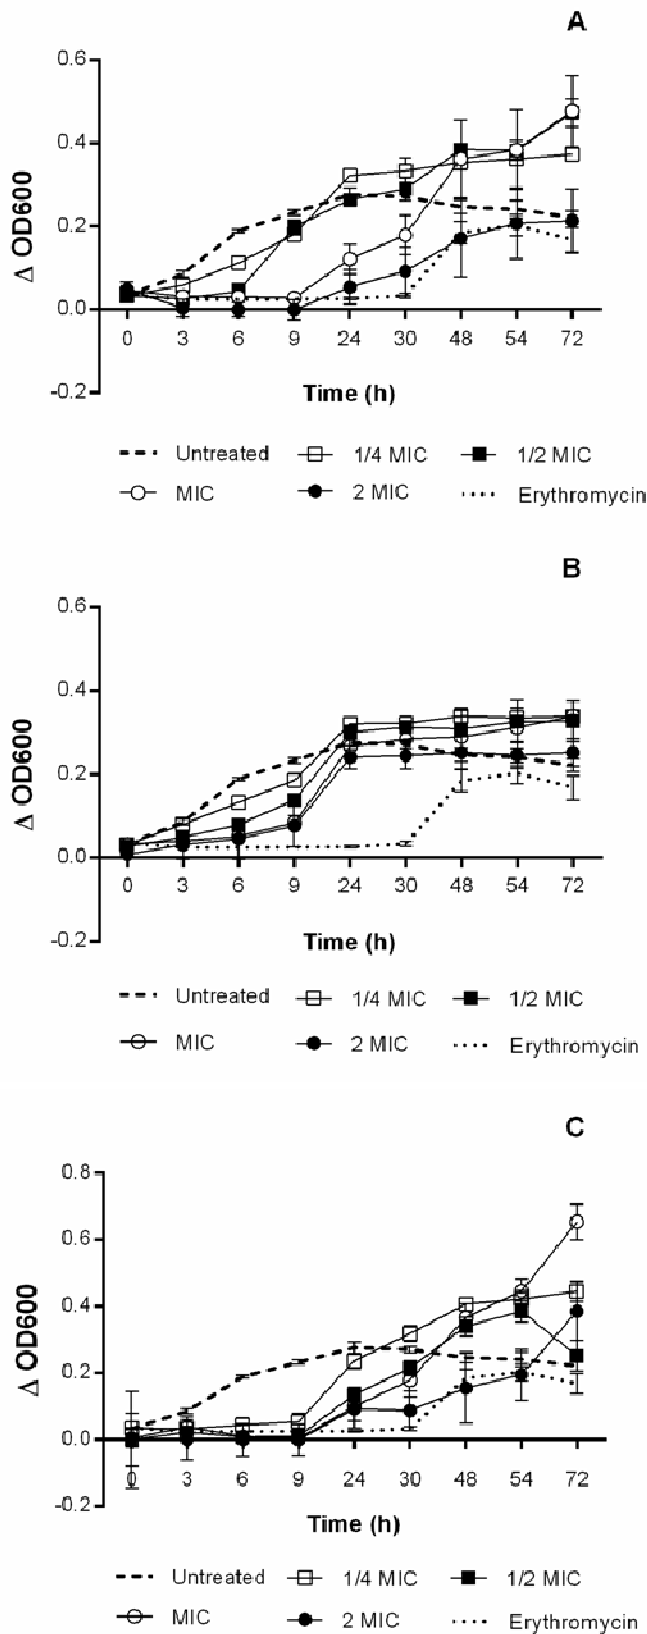 A
0.6
0.4
0.2
0.0
-0.2
Δ OD600
0 3 6 9 24 30 48 54 72
Time (h)
Untreated 1/4 MIC 1/2 MIC
MIC 2 MIC Erythromycin
B
0.6
0.4
0.2
0.0
-0.2
Δ OD600
0 3 6 9 24 30 48 54 72
Time (h)
Untreated 1/4 MIC 1/2 MIC
MIC 2 MIC Erythromycin
C
0.8
0.6
0.4
0.2
0.0
-0.2
Δ OD600
0 3 6 9 24 30 48 54 72
Time (h)
Untreated 1/4 MIC 1/2 MIC
MIC 2 MIC Erythromycin